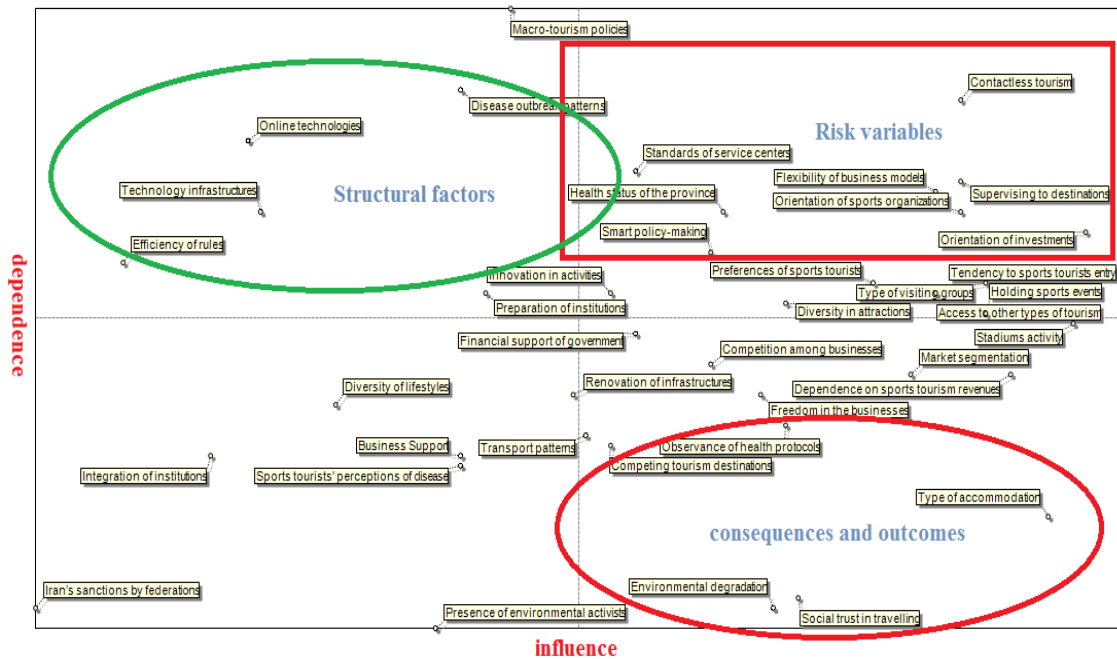 Macro-tourism policies
Contactless tourism
Disease outbreak patterns
Online technologies
Risk variables
Standards of service centers
Flexibility of business models
Technology infrastructures
Structural factors
Health status of the province
Supervising to destinations
Orientation of sports organizations
Smart policy-making
Orientation of investments
Efficiency of rules
Innovation in activities
Preferences of sports tourists
Tendency to sports tourists entry
Type of visiting groups
Holding sports events
Preparation of institutions
Diversity in attractions
Access to other types of tourism
dependence
Financial support of government
Stadiums activity
Competition among businesses
Market segmentation
Diversity of lifestyles
Renovation of infrastructures
Dependence on sports tourism revenues
Freedom in the businesses
Business Support
Transport patterns
Observance of health protocols
Integration of institutions
Sports tourists' perceptions of disease
Competing tourism destinations
Type of accommodation
consequences and outcomes
Iran's sanctions by federations
Environmental degradation
Presence of environmental activists
Social trust in travelling
influence